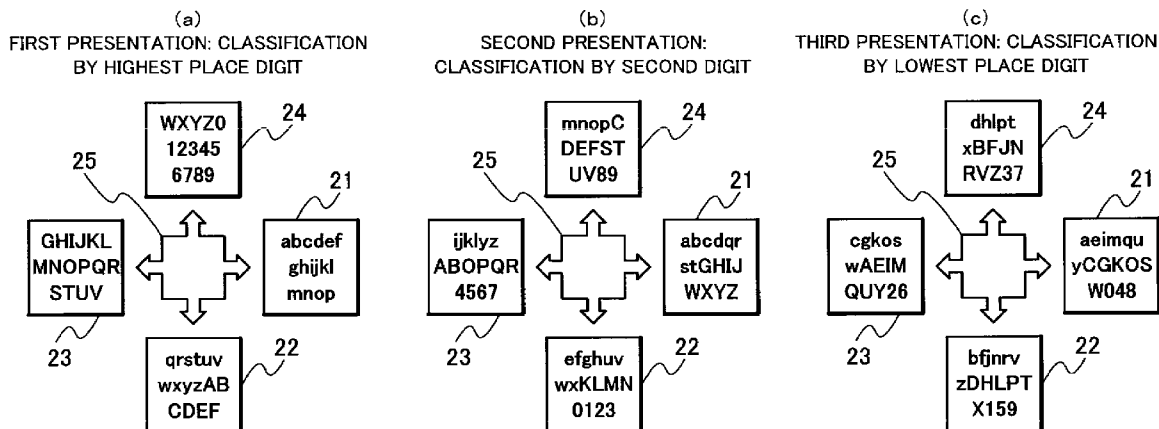 (a)
FIRST PRESENTATION: CLASSIFICATION
BY HIGHEST PLACE DIGIT
WXYZ0
12345
6789
24
25
21
GHIJKL
MNOPQR
STUV
abcdef
ghijkl
mnop
23
qrstuv
wxyzAB
CDEF
22
(b)
SECOND PRESENTATION:
CLASSIFICATION BY SECOND DIGIT
mnopC
DEFST
UV89
24
25
21
ijklyz
ABOPQR
4567
abcdqr
stGHIJ
WXYZ
23
efghuv
wxKLMN
0123
22
(c)
THIRD PRESENTATION: CLASSIFICATION
BY LOWEST PLACE DIGIT
dhlpt
xBFJN
RVZ37
24
25
21
cgkos
wAEIM
QUY26
aeimqu
yCGKOS
W048
23
bfjnrv
zDHLPT
X159
22